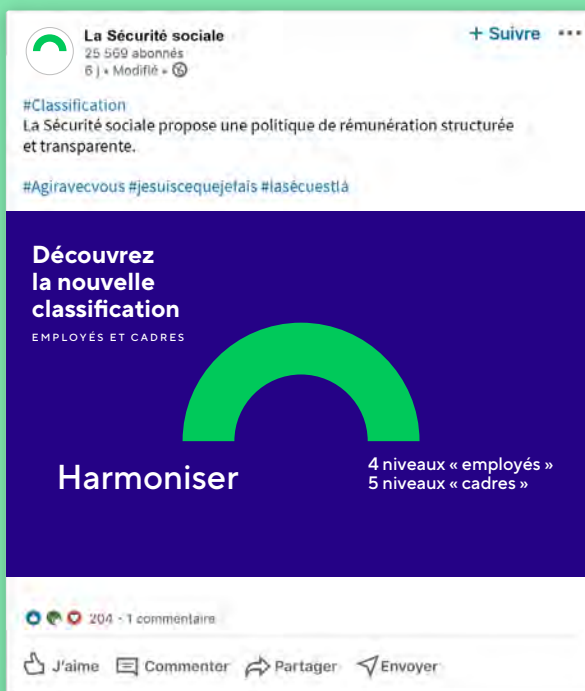 La Sécurité sociale
25 569 abonnés
6 j • Modifié •
+ Suivre •••
#Classification
La Sécurité sociale propose une politique de rémunération structurée
et transparente.
#Agiravecvous #jesuiscequejefais #lasécuestlà
Découvrez
la nouvelle
classification
EMPLOYÉS ET CADRES
Harmoniser
4 niveaux « employés »
5 niveaux « cadres »
204 · 1 commentaire
J'aime Commenter Partager Envoyer